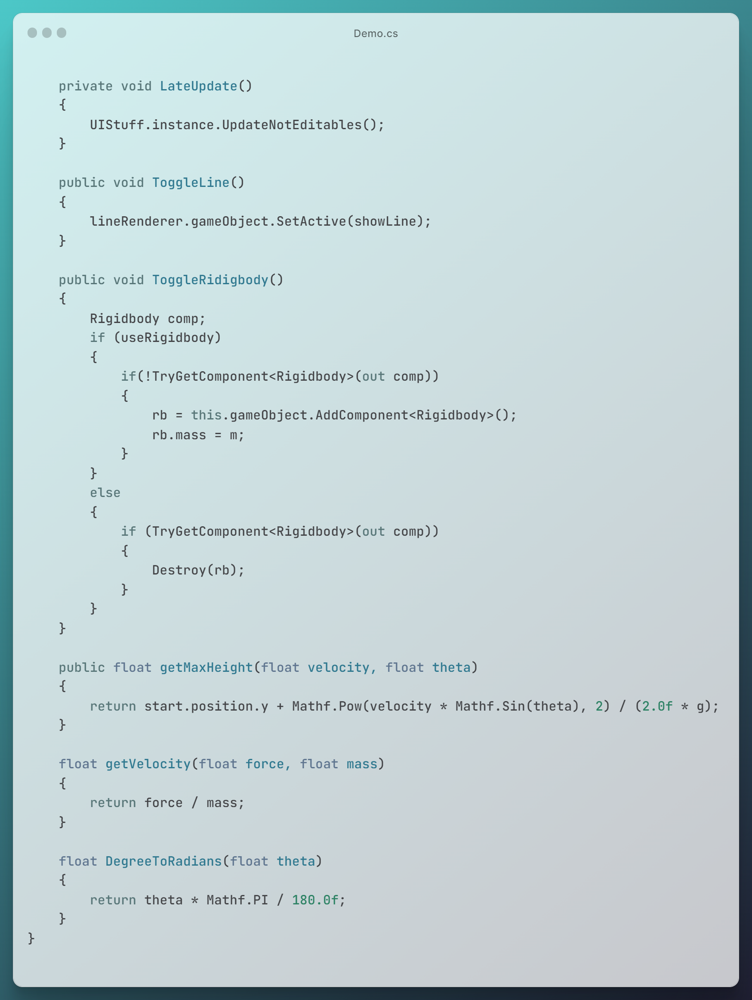 Demo.cs
private void LateUpdate()
{
    UIStuff.instance.UpdateNotEditables();
}
public void ToggleLine()
{
    lineRenderer.gameObject.SetActive(showLine);
}
public void ToggleRidigbody()
{
    Rigidbody comp;
    if (useRigidbody)
    {
        if(!TryGetComponent<Rigidbody>(out comp))
        {
            rb = this.gameObject.AddComponent<Rigidbody>();
            rb.mass = m;
        }
    }
    else
    {
        if (TryGetComponent<Rigidbody>(out comp))
        {
            Destroy(rb);
        }
    }
}
public float getMaxHeight(float velocity, float theta)
{
    return start.position.y + Mathf.Pow(velocity * Mathf.Sin(theta), 2) / (2.0f * g);
}
float getVelocity(float force, float mass)
{
    return force / mass;
}
float DegreeToRadians(float theta)
{
    return theta * Mathf.PI / 180.0f;
}
}